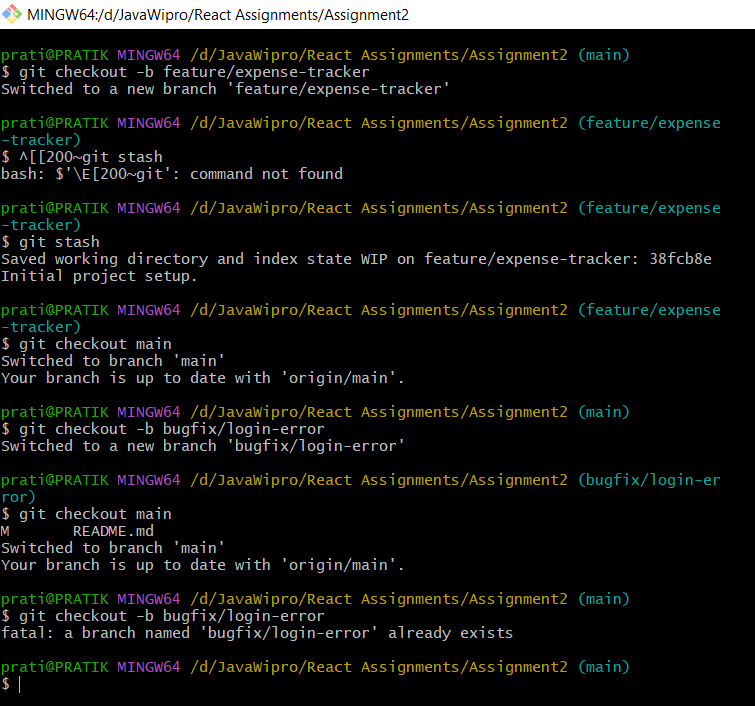 MINGW64:/d/JavaWipro/React Assignments/Assignment2
prati@PRATIK MINGW64 /d/JavaWipro/React Assignments/Assignment2 (main)
$ git checkout -b feature/expense-tracker
Switched to a new branch 'feature/expense-tracker'
prati@PRATIK MINGW64 /d/JavaWipro/React Assignments/Assignment2 (feature/expense
-tracker)
$ ^[[200~git stash
bash: $'\E[200~git': command not found
prati@PRATIK MINGW64 /d/JavaWipro/React Assignments/Assignment2 (feature/expense
-tracker)
$ git stash
Saved working directory and index state WIP on feature/expense-tracker: 38fcb8e
Initial project setup.
prati@PRATIK MINGW64 /d/JavaWipro/React Assignments/Assignment2 (feature/expense
-tracker)
$ git checkout main
Switched to branch 'main'
Your branch is up to date with 'origin/main'.
prati@PRATIK MINGW64 /d/JavaWipro/React Assignments/Assignment2 (main)
$ git checkout -b bugfix/login-error
Switched to a new branch 'bugfix/login-error'
prati@PRATIK MINGW64 /d/JavaWipro/React Assignments/Assignment2 (bugfix/login-er
ror)
$ git checkout main
M       README.md
Switched to branch 'main'
Your branch is up to date with 'origin/main'.
prati@PRATIK MINGW64 /d/JavaWipro/React Assignments/Assignment2 (main)
$ git checkout -b bugfix/login-error
fatal: a branch named 'bugfix/login-error' already exists
prati@PRATIK MINGW64 /d/JavaWipro/React Assignments/Assignment2 (main)
$